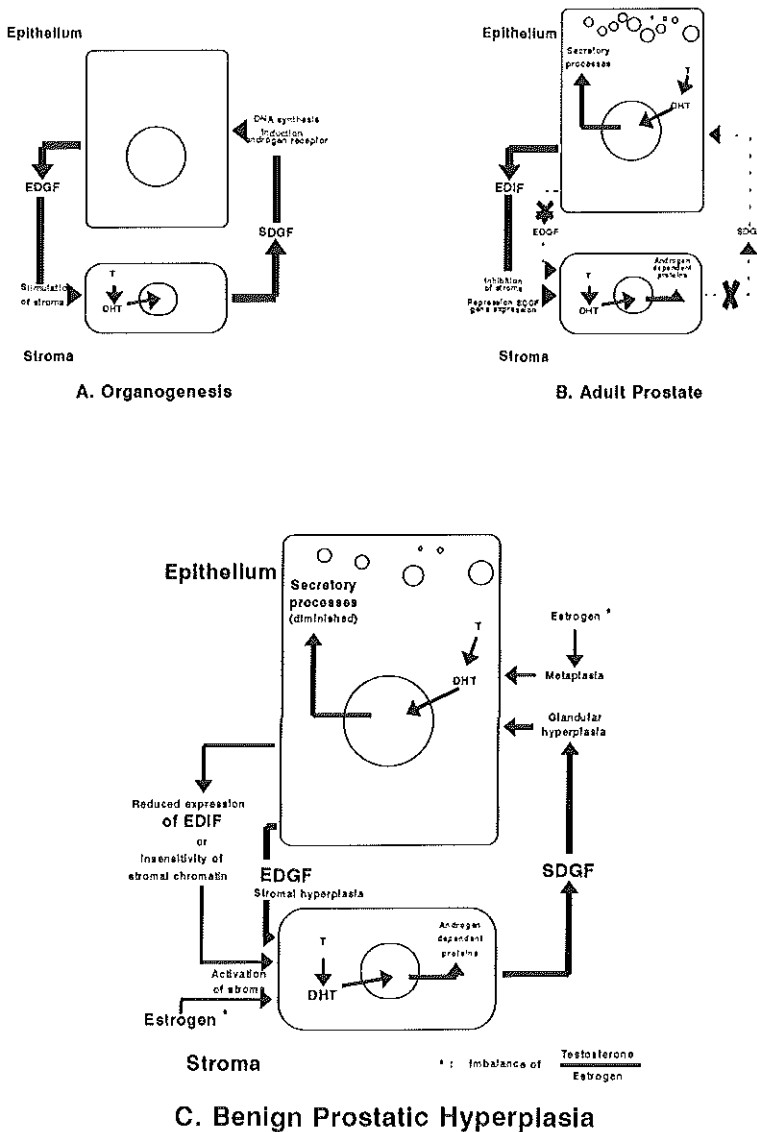 Epithelium
DNA synthesis
Induction
androgen receptor
EDGF
SDGF
Stimulation
of stroma
T
DHT
Stroma
A. Organogenesis
Epithelium
Secretory
processes
T
DHT
EDIF
EDGF
SDG
Inhibition
of stroma
Repression SDGF
gene expression
T
DHT
Androgen
dependent
proteins
Stroma
B. Adult Prostate
Epithelium
Secretory
processes
(diminished)
T
DHT
Estrogen *
Metaplasia
Glandular
hyperplasia
Reduced expression
of EDIF
or
Insensitivity of
stromal chromatin
EDGF
Stromal hyperplasia
SDGF
T
DHT
Androgen
dependent
proteins
Activation
of strom
Estrogen *
Stroma
* : Imbalance of Testosterone
Estrogen
C. Benign Prostatic Hyperplasia